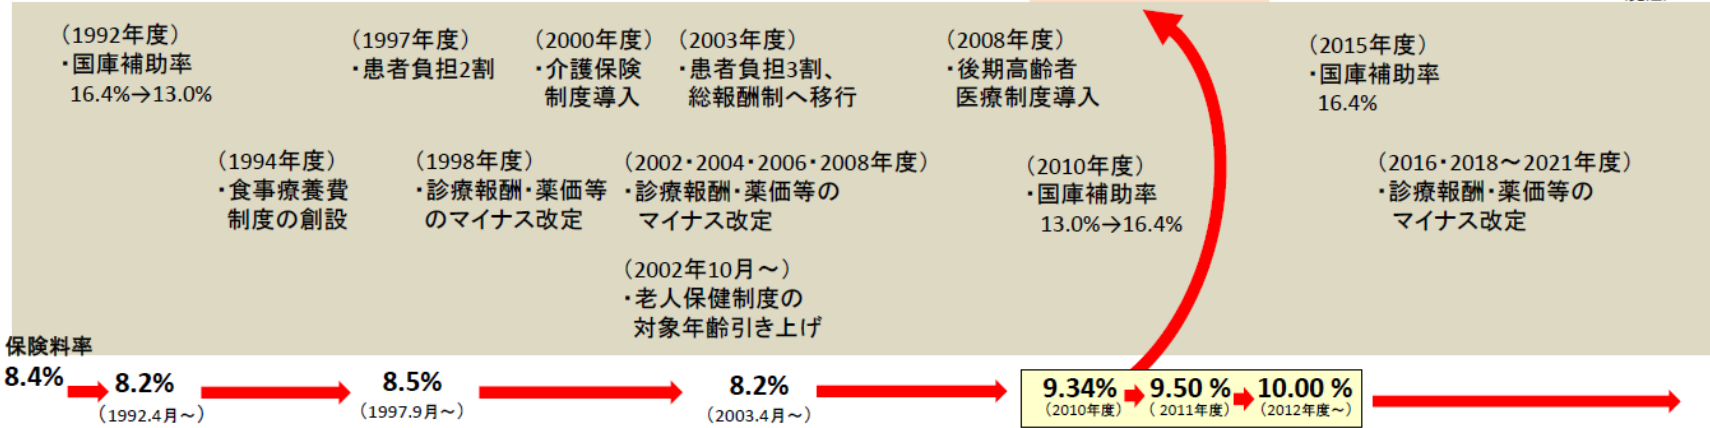 (1992年度)
・国庫補助率
16.4%→13.0%
(1997年度)
・患者負担2割
(2000年度)
・介護保険
制度導入
(2003年度)
・患者負担3割、
総報酬制へ移行
(2008年度)
・後期高齢者
医療制度導入
(2015年度)
・国庫補助率
16.4%
(1994年度)
・食事療養費
制度の創設
(1998年度)
・診療報酬・薬価等
のマイナス改定
(2002・2004・2006・2008年度)
・診療報酬・薬価等の
マイナス改定
(2010年度)
・国庫補助率
13.0%→16.4%
(2016・2018~2021年度)
・診療報酬・薬価等の
マイナス改定
(2002年10月~)
・老人保健制度の
対象年齢引き上げ
保険料率
8.4%
8.2%
(1992.4月~)
8.5%
(1997.9月~)
8.2%
(2003.4月~)
9.34%
(2010年度)
9.50 %
(2011年度)
10.00 %
(2012年度~)